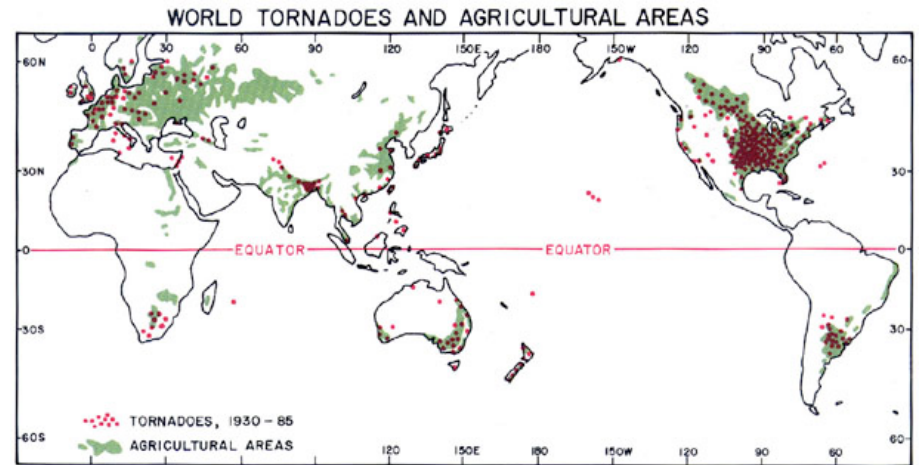 WORLD TORNADOES AND AGRICULTURAL AREAS
0 30 60 90 120 150E 180 150W 120 90 60
60N 60
30N 30
0 EQUATOR EQUATOR 0
30S 30
TORNADOES, 1930-85
60S AGRICULTURAL AREAS 60
120 150E 180 150W 120 90 60